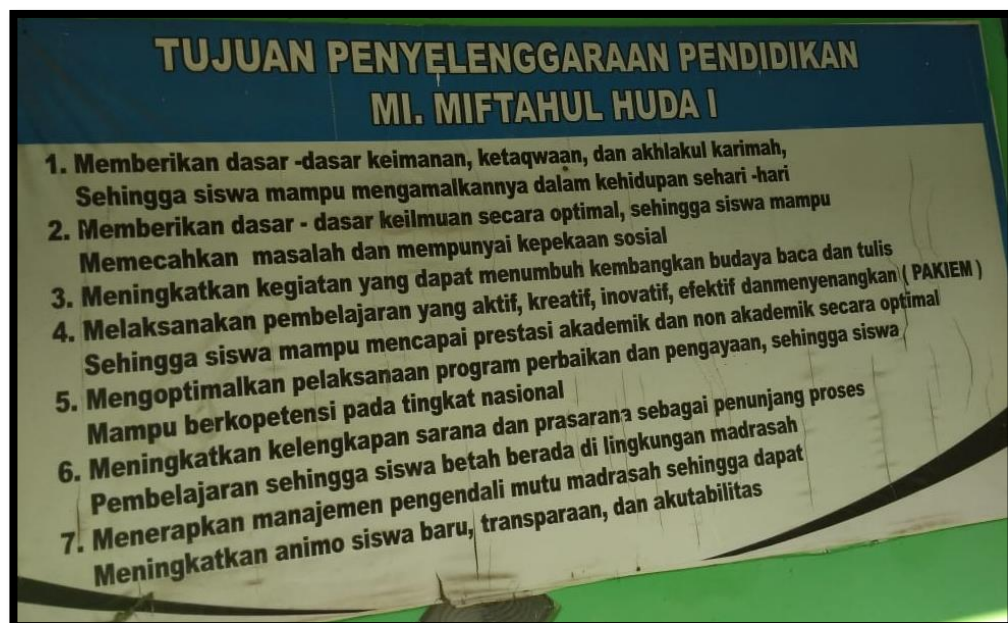 TUJUAN PENYELENGGARAAN PENDIDIKAN
MI. MIFTAHUL HUDA I
1. Memberikan dasar -dasar keimanan, ketaqwaan, dan akhlakul karimah,
Sehingga siswa mampu mengamalkannya dalam kehidupan sehari -hari
2. Memberikan dasar - dasar keilmuan secara optimal, sehingga siswa mampu
Memecahkan masalah dan mempunyai kepekaan sosial
3. Meningkatkan kegiatan yang dapat menumbuh kembangkan budaya baca dan tulis
4. Melaksanakan pembelajaran yang aktif, kreatif, inovatif, efektif danmenyenangkan ( PAKIEM )
Sehingga siswa mampu mencapai prestasi akademik dan non akademik secara optimal
5. Mengoptimalkan pelaksanaan program perbaikan dan pengayaan, sehingga siswa
Mampu berkopetensi pada tingkat nasional
6. Meningkatkan kelengkapan sarana dan prasarana sebagai penunjang proses
Pembelajaran sehingga siswa betah berada di lingkungan madrasah
7. Menerapkan manajemen pengendali mutu madrasah sehingga dapat
Meningkatkan animo siswa baru, transparaan, dan akutabilitas